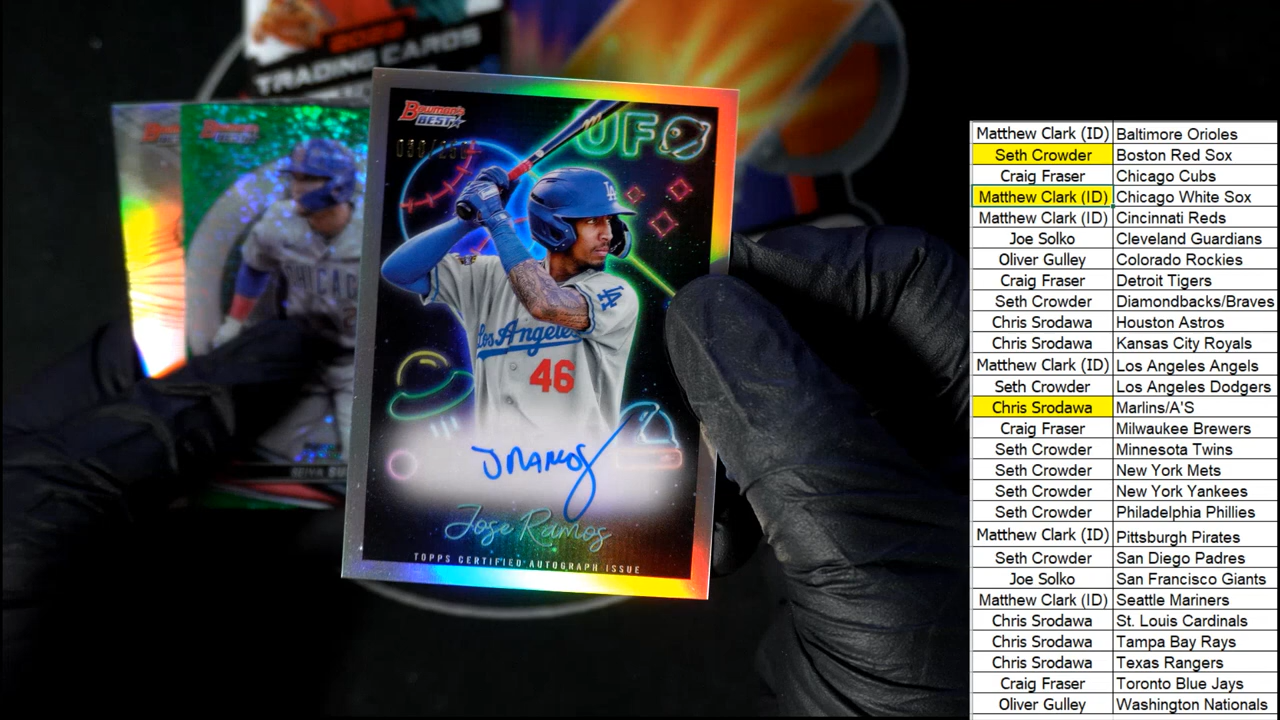 2023
TRADING CARDS
Bowman's
BEST
UFO
LA
Los Angeles
46
LA
J RAMOS
Jose Ramos
TOPPS CERTIFIED AUTOGRAPH ISSUE
Bowman's
BEST
CHICAGO
Matthew Clark (ID) Baltimore Orioles
Seth Crowder Boston Red Sox
Craig Fraser Chicago Cubs
Matthew Clark (ID) Chicago White Sox
Matthew Clark (ID) Cincinnati Reds
Joe Solko Cleveland Guardians
Oliver Gulley Colorado Rockies
Craig Fraser Detroit Tigers
Seth Crowder Diamondbacks/Braves
Chris Srodawa Houston Astros
Chris Srodawa Kansas City Royals
Matthew Clark (ID) Los Angeles Angels
Seth Crowder Los Angeles Dodgers
Chris Srodawa Marlins/A'S
Craig Fraser Milwaukee Brewers
Seth Crowder Minnesota Twins
Seth Crowder New York Mets
Seth Crowder New York Yankees
Seth Crowder Philadelphia Phillies
Matthew Clark (ID) Pittsburgh Pirates
Seth Crowder San Diego Padres
Joe Solko San Francisco Giants
Matthew Clark (ID) Seattle Mariners
Chris Srodawa St. Louis Cardinals
Chris Srodawa Tampa Bay Rays
Chris Srodawa Texas Rangers
Craig Fraser Toronto Blue Jays
Oliver Gulley Washington Nationals